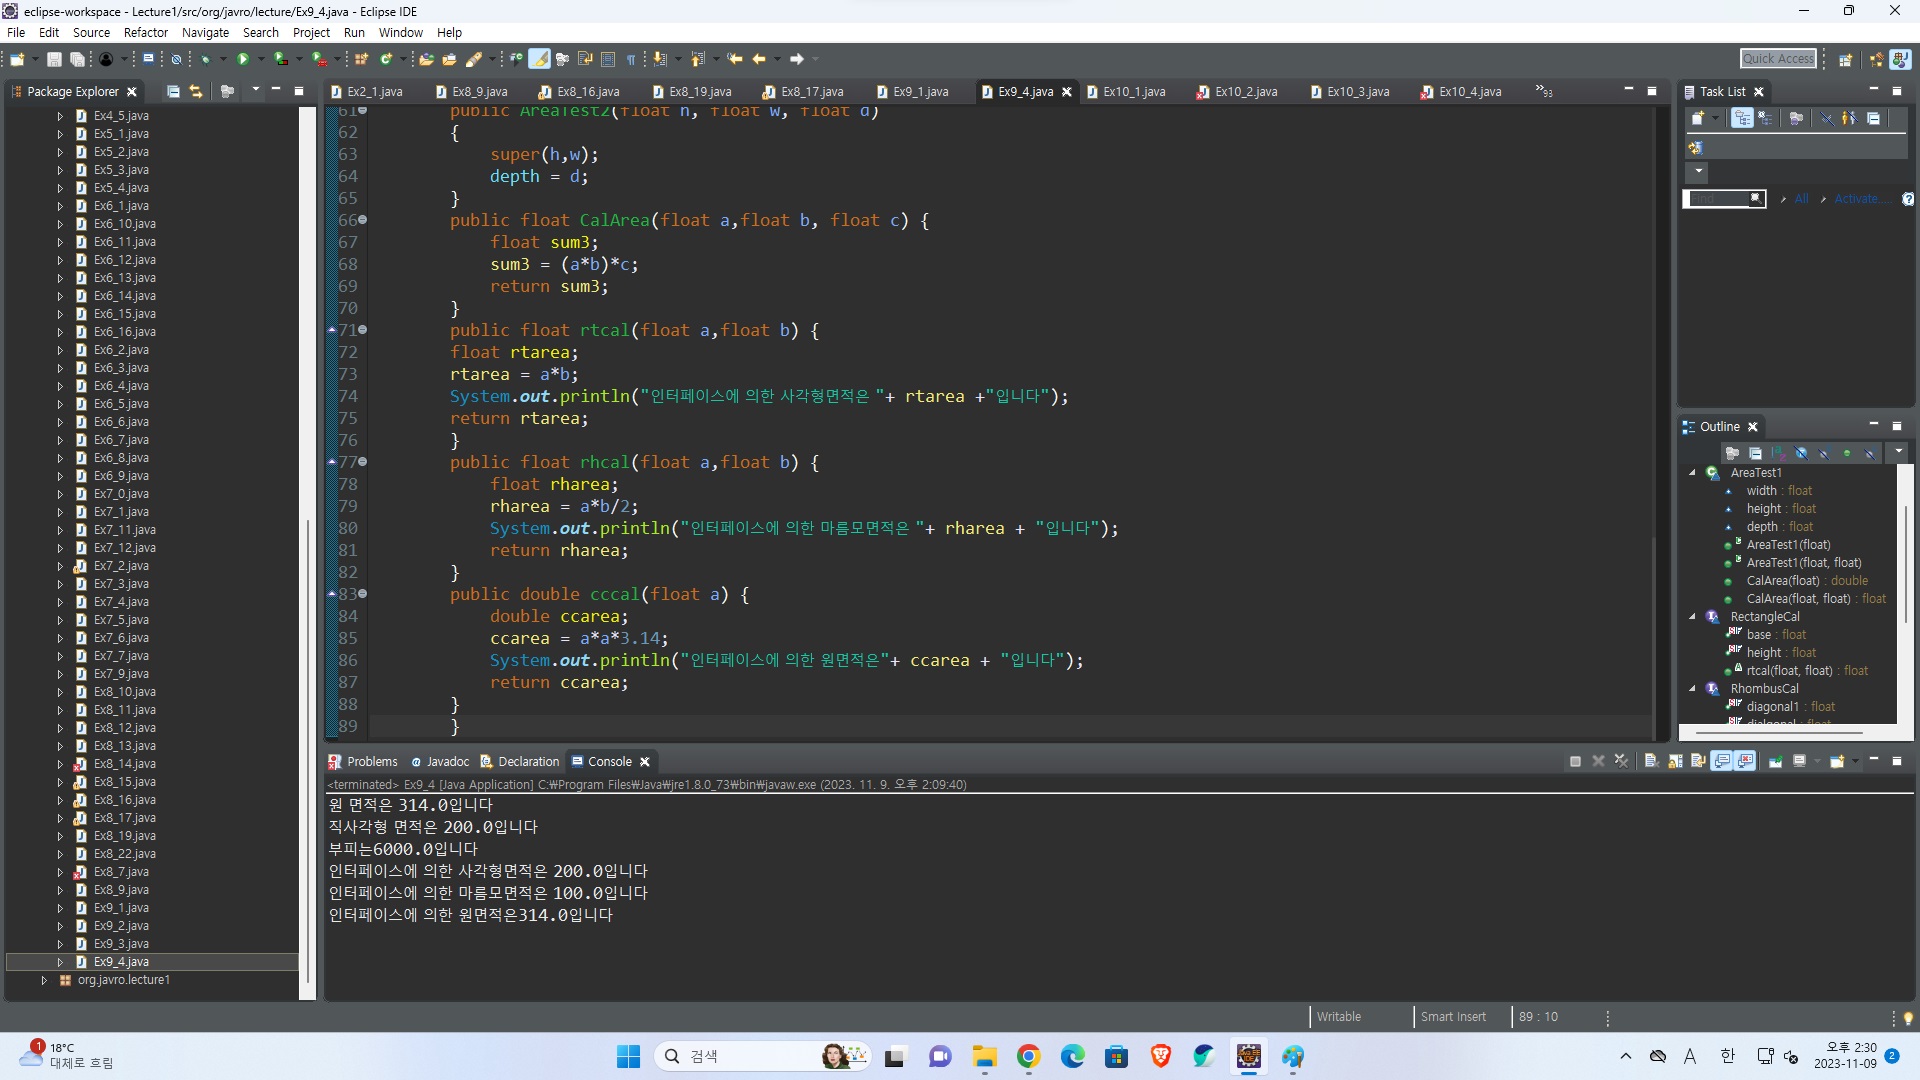 eclipse-workspace - Lecture1/src/org/javro/lecture/Ex9_4.java - Eclipse IDE
File Edit Source Refactor Navigate Search Project Run Window Help
Quick Access
Package Explorer
Ex4_5.java
Ex5_1.java
Ex5_2.java
Ex5_3.java
Ex5_4.java
Ex6_1.java
Ex6_10.java
Ex6_11.java
Ex6_12.java
Ex6_13.java
Ex6_14.java
Ex6_15.java
Ex6_16.java
Ex6_2.java
Ex6_3.java
Ex6_4.java
Ex6_5.java
Ex6_6.java
Ex6_7.java
Ex6_8.java
Ex6_9.java
Ex7_0.java
Ex7_1.java
Ex7_11.java
Ex7_12.java
Ex7_2.java
Ex7_3.java
Ex7_4.java
Ex7_5.java
Ex7_6.java
Ex7_7.java
Ex7_9.java
Ex8_10.java
Ex8_11.java
Ex8_12.java
Ex8_13.java
Ex8_14.java
Ex8_15.java
Ex8_16.java
Ex8_17.java
Ex8_19.java
Ex8_22.java
Ex8_7.java
Ex8_9.java
Ex9_1.java
Ex9_2.java
Ex9_3.java
Ex9_4.java
org.javro.lecture1
Ex2_1.java Ex8_9.java Ex8_16.java Ex8_19.java Ex8_17.java Ex9_1.java Ex9_4.java Ex10_1.java Ex10_2.java Ex10_3.java Ex10_4.java »93
61 public AreaTest2(float h, float w, float d)
62 {
63 super(h,w);
64 depth = d;
65 }
66 public float CalArea(float a,float b, float c) {
67 float sum3;
68 sum3 = (a*b)*c;
69 return sum3;
70 }
71 public float rtcal(float a,float b) {
72 float rtarea;
73 rtarea = a*b;
74 System.out.println("인터페이스에 의한 사각형면적은 "+ rtarea +"입니다");
75 return rtarea;
76 }
77 public float rhcal(float a,float b) {
78 float rharea;
79 rharea = a*b/2;
80 System.out.println("인터페이스에 의한 마름모면적은 "+ rharea + "입니다");
81 return rharea;
82 }
83 public double cccal(float a) {
84 double ccarea;
85 ccarea = a*a*3.14;
86 System.out.println("인터페이스에 의한 원면적은"+ ccarea + "입니다");
87 return ccarea;
88 }
89 }
Problems Javadoc Declaration Console
<terminated> Ex9_4 [Java Application] C:₩Program Files₩Java₩jre1.8.0_73₩bin₩javaw.exe (2023. 11. 9. 오후 2:09:40)
원 면적은 314.0입니다
직사각형 면적은 200.0입니다
부피는6000.0입니다
인터페이스에 의한 사각형면적은 200.0입니다
인터페이스에 의한 마름모면적은 100.0입니다
인터페이스에 의한 원면적은314.0입니다
Task List
Find All Activate...
Outline
AreaTest1
width : float
height : float
depth : float
AreaTest1(float)
AreaTest1(float, float)
CalArea(float) : double
CalArea(float, float) : float
RectangleCal
base : float
height : float
rtcal(float, float) : float
RhombusCal
diagonal1 : float
Writable Smart Insert 89 : 10
1 18°C
대체로 흐림
검색
A 한
오후 2:30
2023-11-09
2